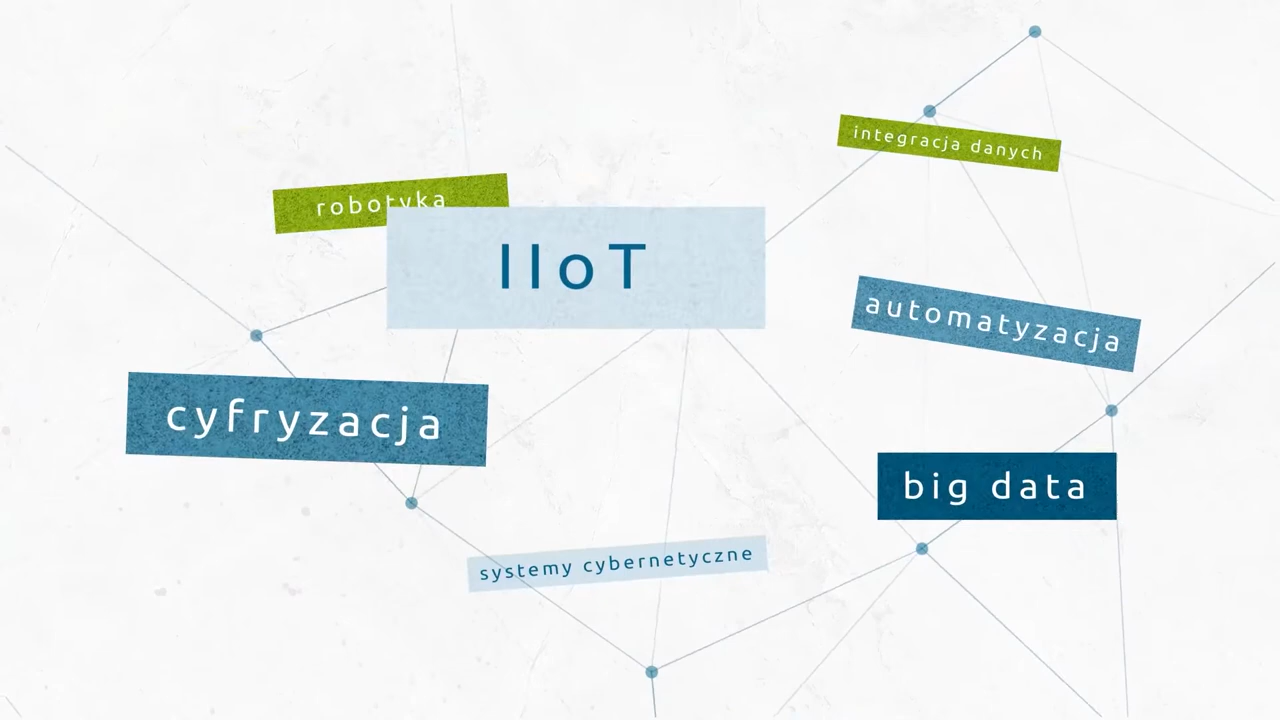 integracja danych
robotyka
IIoT
automatyzacja
cyfryzacja
big data
systemy cybernetyczne